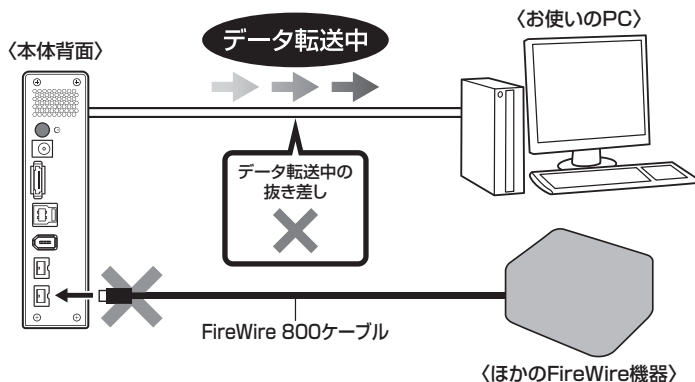 〈お使いのPC〉
データ転送中
〈本体背面〉
データ転送中の
抜き差し
FireWire 800ケーブル
〈ほかのFireWire機器〉